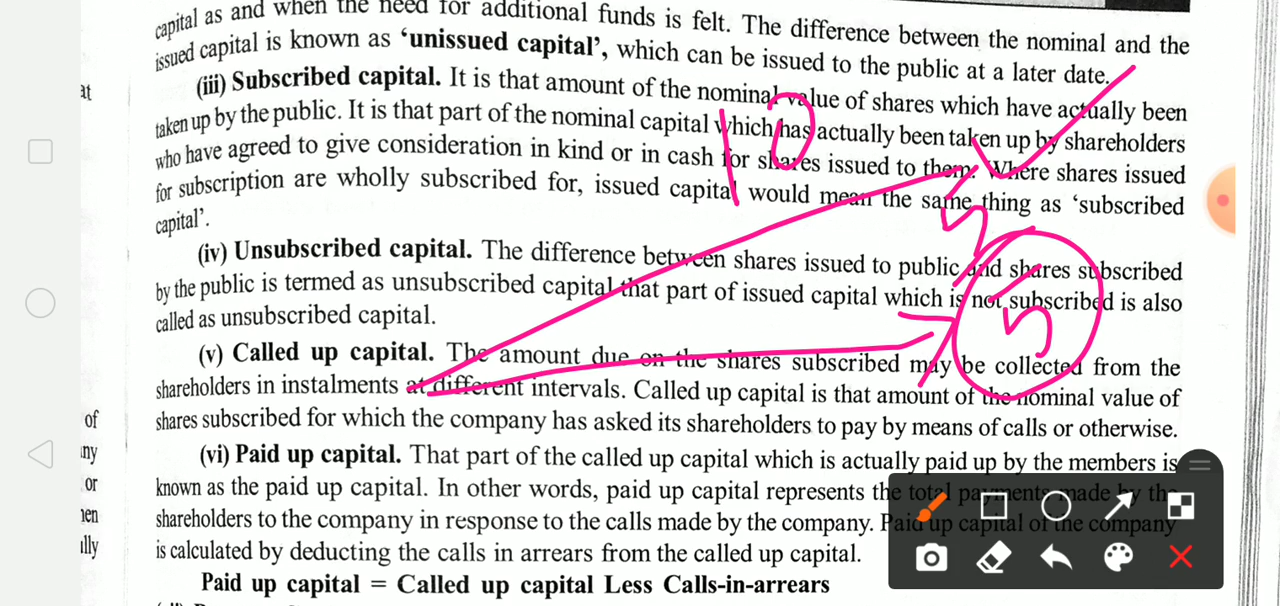 capital as and when the need for additional funds is felt. The difference between the nominal and the
issued capital is known as ‘unissued capital’, which can be issued to the public at a later date.
at
(iii) Subscribed capital. It is that amount of the nominal value of shares which have actually been
taken up by the public. It is that part of the nominal capital which has actually been taken up by shareholders
who have agreed to give consideration in kind or in cash for shares issued to them. Where shares issued
for subscription are wholly subscribed for, issued capital would mean the same thing as ‘subscribed
capital’.
10
5
(iv) Unsubscribed capital. The difference between shares issued to public and shares subscribed
by the public is termed as unsubscribed capital that part of issued capital which is not subscribed is also
called as unsubscribed capital.
5
(v) Called up capital. The amount due on the shares subscribed may be collected from the
shareholders in instalments at different intervals. Called up capital is that amount of the nominal value of
of
shares subscribed for which the company has asked its shareholders to pay by means of calls or otherwise.
ny
(vi) Paid up capital. That part of the called up capital which is actually paid up by the members is
or
known as the paid up capital. In other words, paid up capital represents the total payments made by the
shareholders to the company in response to the calls made by the company. Paid up capital of the company
is calculated by deducting the calls in arrears from the called up capital.
Paid up capital = Called up capital Less Calls-in-arrears